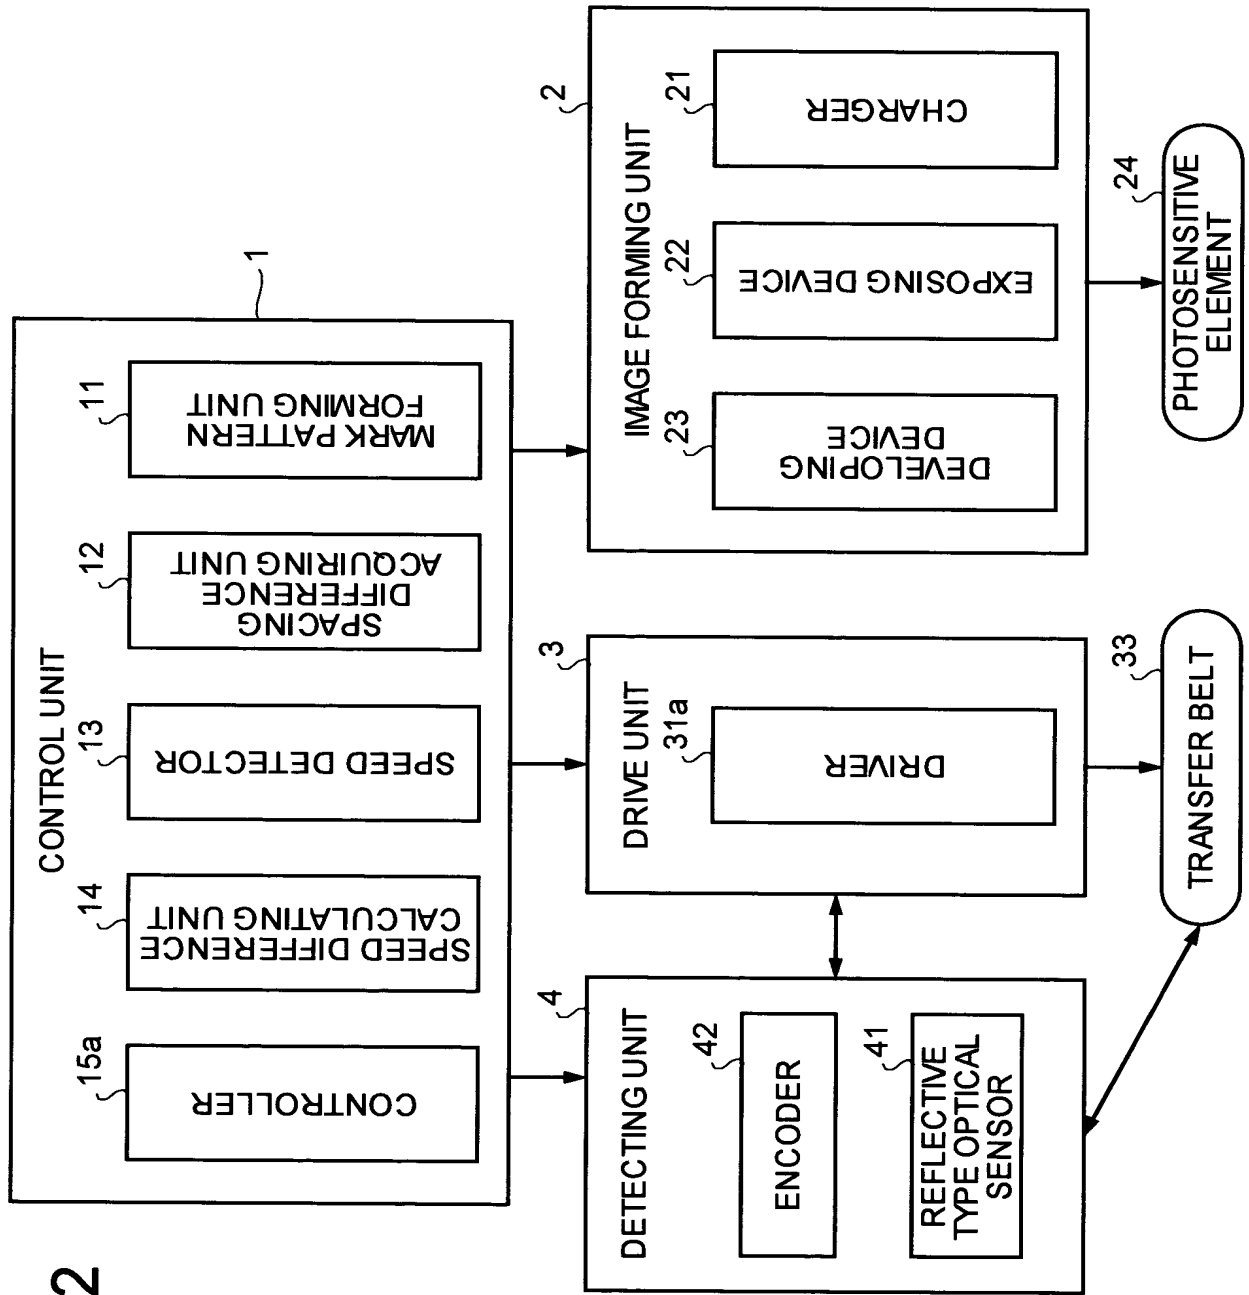 2
CONTROL UNIT
1
15a
CONTROLLER
14
SPEED DIFFERENCE
CALCULATING UNIT
13
SPEED DETECTOR
12
SPACING
DIFFERENCE
ACQUIRING UNIT
11
MARK PATTERN
FORMING UNIT
DETECTING UNIT
4
42
ENCODER
41
REFLECTIVE
TYPE OPTICAL
SENSOR
DRIVE UNIT
3
31a
DRIVER
IMAGE FORMING UNIT
2
23
DEVELOPING
DEVICE
22
EXPOSING DEVICE
21
CHARGER
TRANSFER BELT
33
PHOTOSENSITIVE
ELEMENT
24